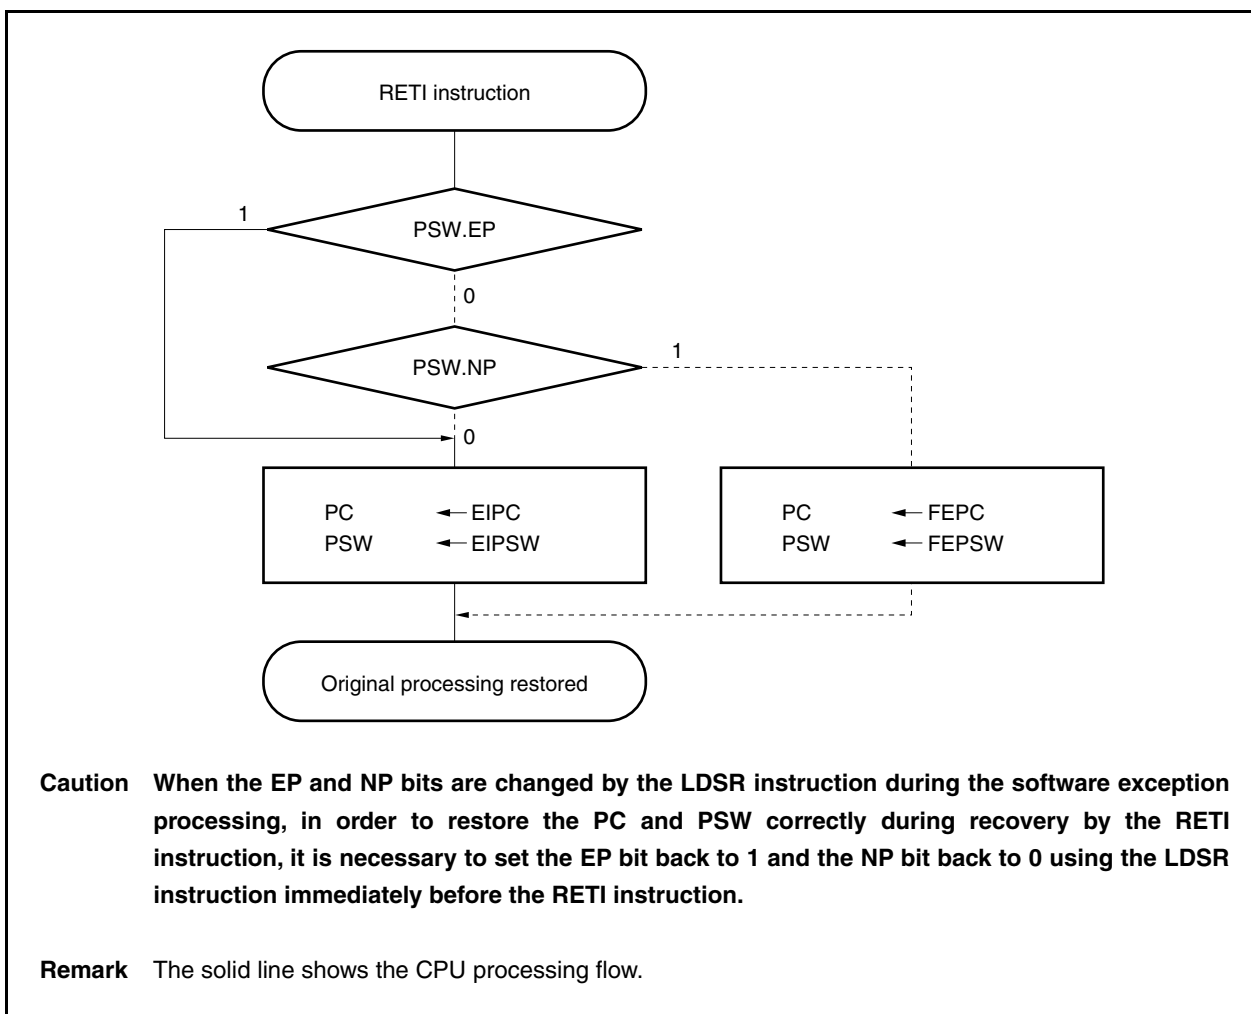 RETI instruction
1
PSW.EP
0
PSW.NP
1
0
PC ← EIPC
PSW ← EIPSW
PC ← FEPC
PSW ← FEPSW
Original processing restored
Caution When the EP and NP bits are changed by the LDSR instruction during the software exception
processing, in order to restore the PC and PSW correctly during recovery by the RETI
instruction, it is necessary to set the EP bit back to 1 and the NP bit back to 0 using the LDSR
instruction immediately before the RETI instruction.
Remark The solid line shows the CPU processing flow.